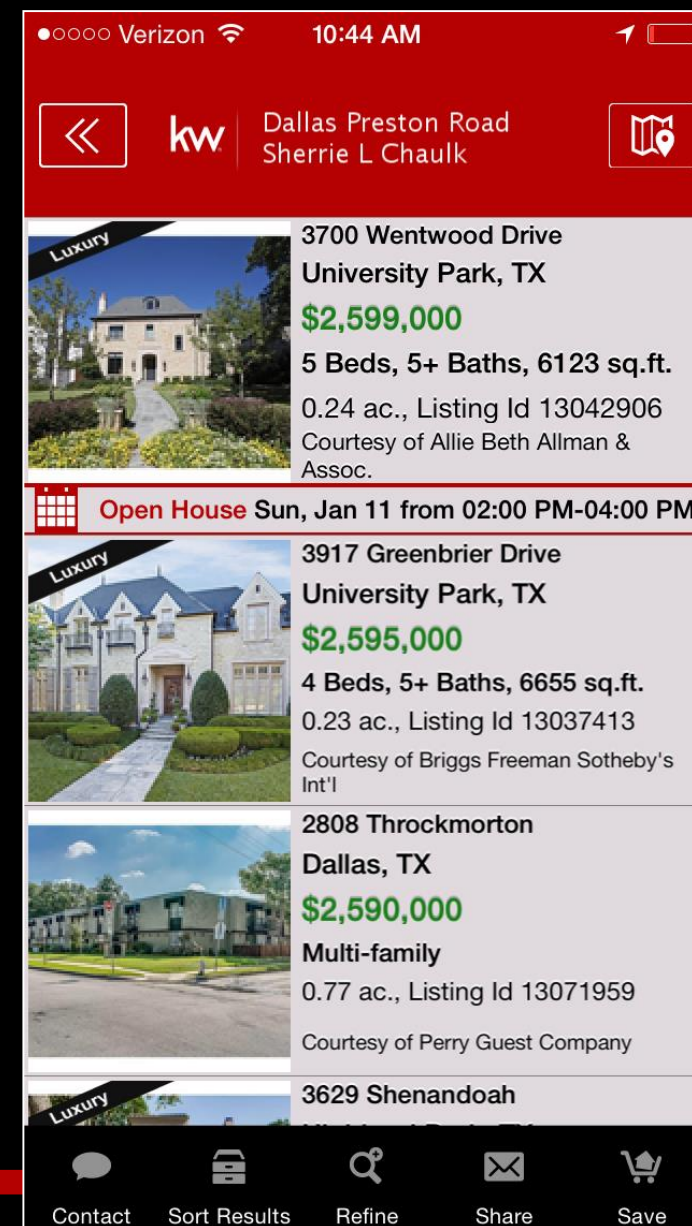 Verizon 10:44 AM
kw
Dallas Preston Road
Sherrie L Chaulk
Luxury
3700 Wentwood Drive
University Park, TX
$2,599,000
5 Beds, 5+ Baths, 6123 sq.ft.
0.24 ac., Listing Id 13042906
Courtesy of Allie Beth Allman &
Assoc.
Open House Sun, Jan 11 from 02:00 PM-04:00 PM
Luxury
3917 Greenbrier Drive
University Park, TX
$2,595,000
4 Beds, 5+ Baths, 6655 sq.ft.
0.23 ac., Listing Id 13037413
Courtesy of Briggs Freeman Sotheby's
Int'l
2808 Throckmorton
Dallas, TX
$2,590,000
Multi-family
0.77 ac., Listing Id 13071959
Courtesy of Perry Guest Company
Luxury
3629 Shenandoah
Contact Sort Results Refine Share Save